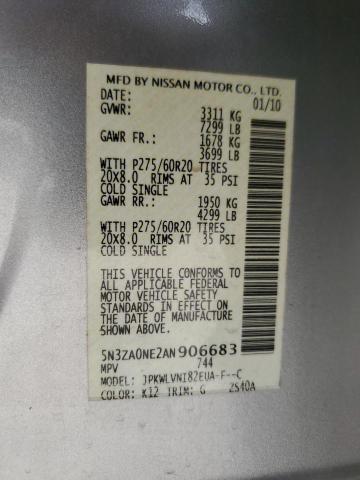 MFD BY NISSAN MOTOR CO., LTD.
DATE: 01/10
GVWR: 3311 KG
7299 LB
GAWR FR.: 1678 KG
3699 LB
WITH P275/60R20 TIRES
20X8.0 RIMS AT 35 PSI
COLD SINGLE
GAWR RR.: 1950 KG
4299 LB
WITH P275/60R20 TIRES
20X8.0 RIMS AT 35 PSI
COLD SINGLE
THIS VEHICLE CONFORMS TO
ALL APPLICABLE FEDERAL
MOTOR VEHICLE SAFETY
STANDARDS IN EFFECT ON
THE DATE OF MANUFACTURE
SHOWN ABOVE.
5N3ZA0NE2AN906683
MPV 744
MODEL: JPKWLVNI82EUA-F--C
COLOR: K12 TRIM: G ZS40A